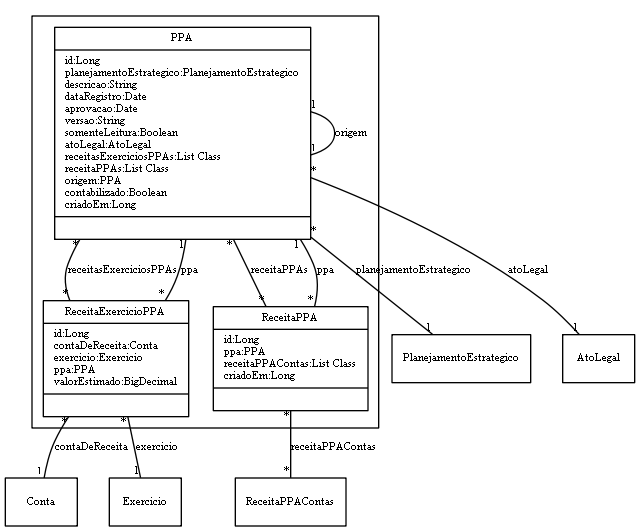 PPA
id:Long
planejamentoEstrategico:PlanejamentoEstrategico
descricao:String
dataRegistro:Date
aprovacao:Date
versao:String
somenteLeitura:Boolean
atoLegal:AtoLegal
receitasExerciciosPPAs:List Class
receitaPPAs:List Class
origem:PPA
contabilizado:Boolean
criadoEm:Long
1
origem
1
*
*
* 1 * 1
receitasExerciciosPPAs ppa receitaPPAs ppa planejamentoEstrategico atoLegal
* * * *
ReceitaExercicioPPA
id:Long
contaDeReceita:Conta
exercicio:Exercicio
ppa:PPA
valorEstimado:BigDecimal
ReceitaPPA
id:Long
ppa:PPA
receitaPPAContas:List Class
criadoEm:Long
1 1
PlanejamentoEstrategico AtoLegal
* * *
contaDeReceita exercicio receitaPPAContas
1 1 *
Conta Exercicio ReceitaPPAContas